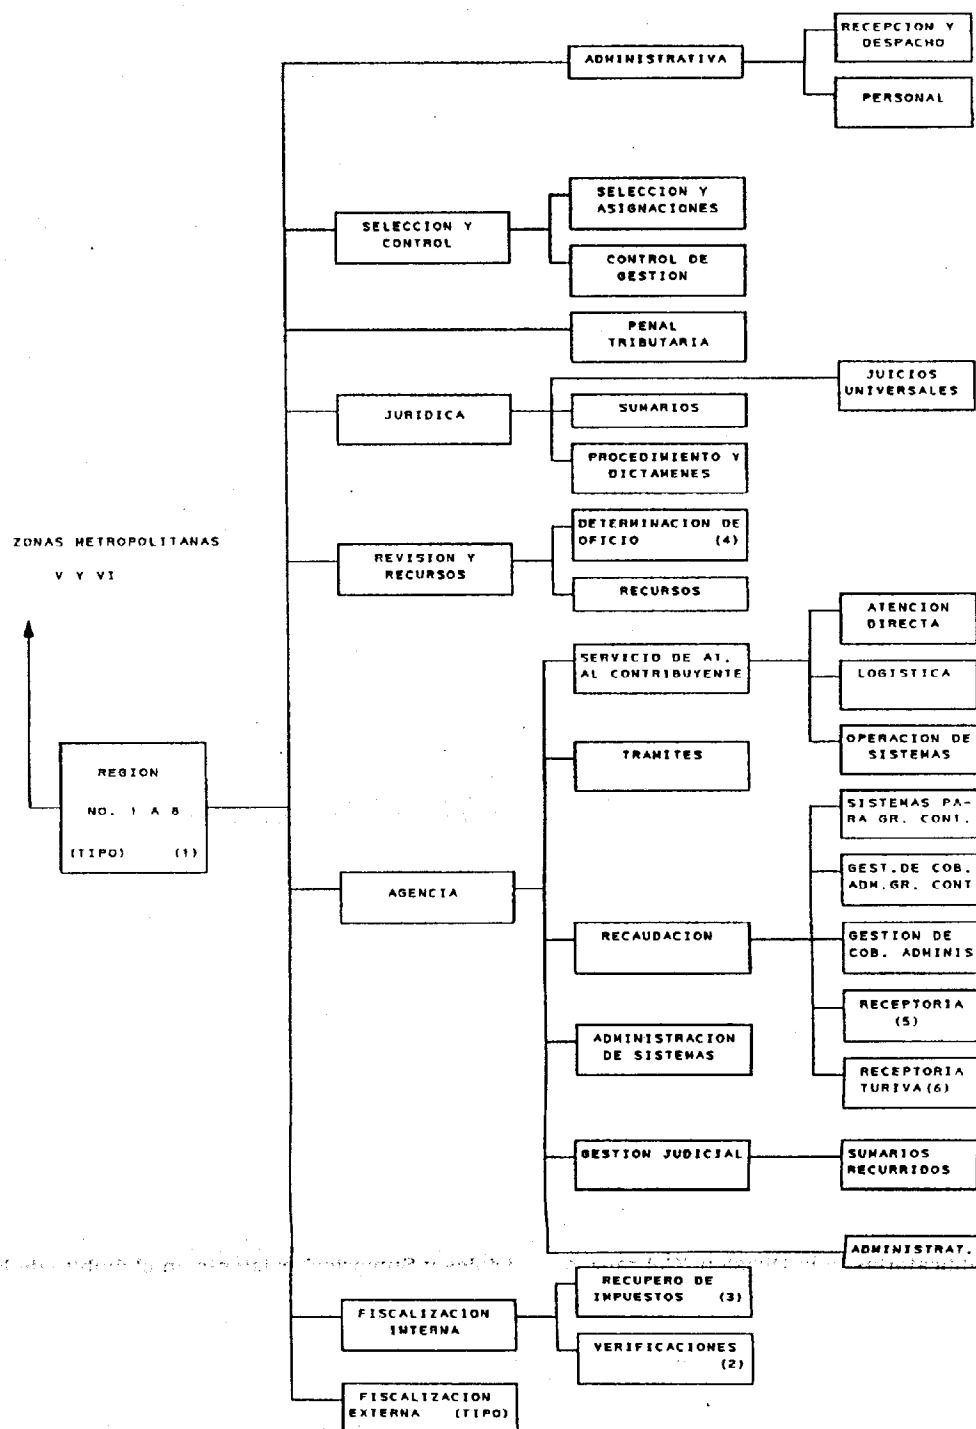 RECEPCION Y
DESPACHO
ADMINISTRATIVA
PERSONAL
SELECCION Y
ASIGNACIONES
SELECCION Y
CONTROL
CONTROL DE
GESTION
PENAL
TRIBUTARIA
JUICIOS
UNIVERSALES
JURIDICA
SUMARIOS
PROCEDIMIENTO Y
DICTAMENES
ZONAS METROPOLITANAS
V Y VI
DETERMINACION DE
OFICIO (4)
REVISION Y
RECURSOS
RECURSOS
ATENCION
DIRECTA
SERVICIO DE AT.
AL CONTRIBUYENTE
LOGISTICA
OPERACION DE
SISTEMAS
TRAMITES
REGION
NO. 1 A 8
(TIPO) (1)
SISTEMAS PA-
RA GR. CONT.
GEST.DE COB.
ADM.GR. CONT
AGENCIA
RECAUDACION
GESTION DE
COB. ADMINIS
RECEPTORIA
(5)
ADMINISTRACION
DE SISTEMAS
RECEPTORIA
TURIVA(6)
GESTION JUDICIAL
SUMARIOS
RECURRIDOS
ADMINISTRAT.
RECUPERO DE
IMPUESTOS (3)
FISCALIZACION
INTERNA
VERIFICACIONES
(2)
FISCALIZACION
EXTERNA (TIPO)